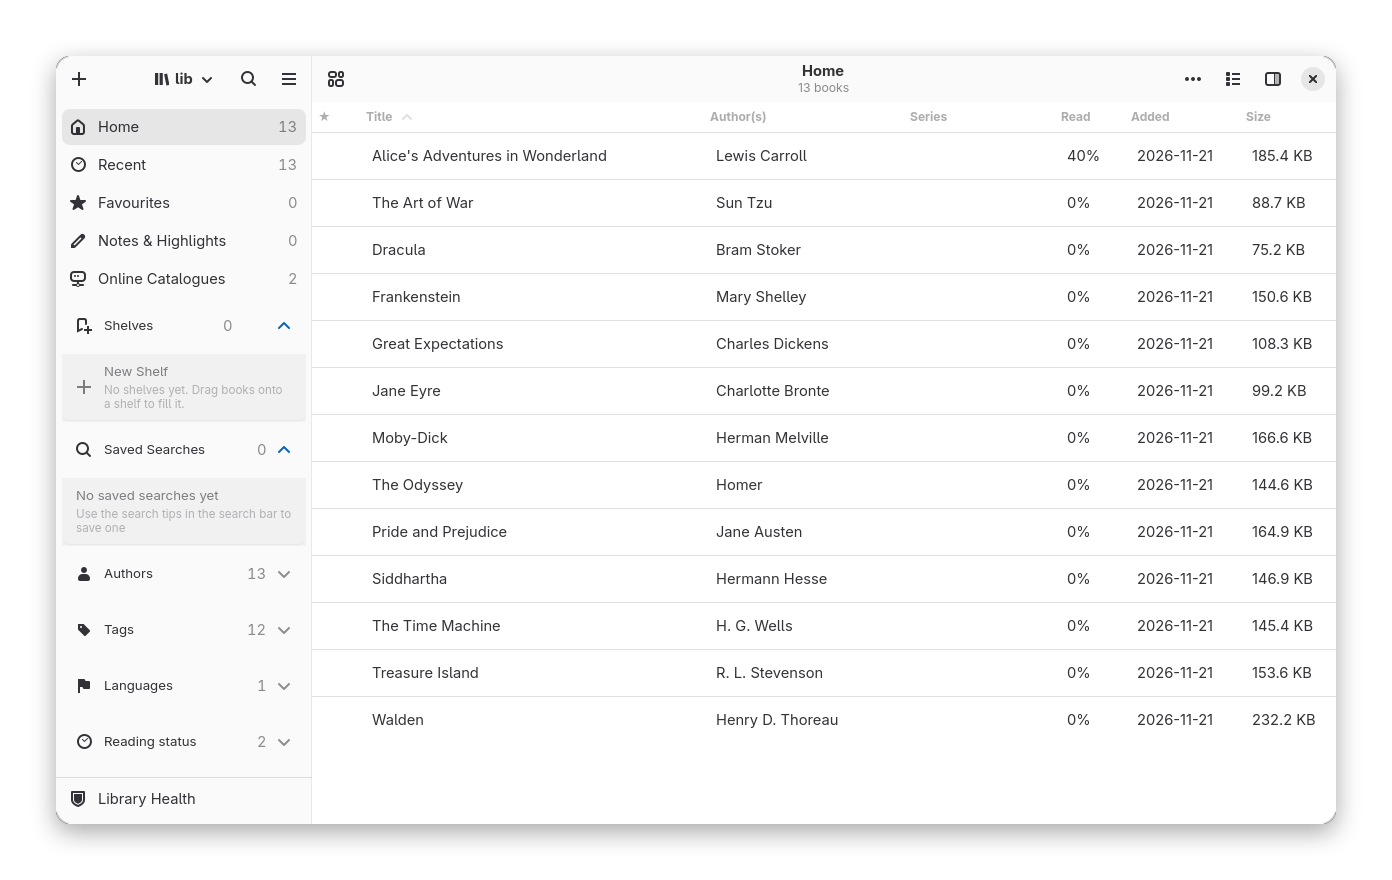 lib
Home 13
Recent 13
Favourites 0
Notes & Highlights 0
Online Catalogues 2
Shelves 0
New Shelf
No shelves yet. Drag books onto
a shelf to fill it.
Saved Searches 0
No saved searches yet
Use the search tips in the search bar to
save one
Authors 13
Tags 12
Languages 1
Reading status 2
Library Health
Home
13 books
★ Title Author(s) Series Read Added Size
Alice's Adventures in Wonderland Lewis Carroll 40% 2026-11-21 185.4 KB
The Art of War Sun Tzu 0% 2026-11-21 88.7 KB
Dracula Bram Stoker 0% 2026-11-21 75.2 KB
Frankenstein Mary Shelley 0% 2026-11-21 150.6 KB
Great Expectations Charles Dickens 0% 2026-11-21 108.3 KB
Jane Eyre Charlotte Bronte 0% 2026-11-21 99.2 KB
Moby-Dick Herman Melville 0% 2026-11-21 166.6 KB
The Odyssey Homer 0% 2026-11-21 144.6 KB
Pride and Prejudice Jane Austen 0% 2026-11-21 164.9 KB
Siddhartha Hermann Hesse 0% 2026-11-21 146.9 KB
The Time Machine H. G. Wells 0% 2026-11-21 145.4 KB
Treasure Island R. L. Stevenson 0% 2026-11-21 153.6 KB
Walden Henry D. Thoreau 0% 2026-11-21 232.2 KB